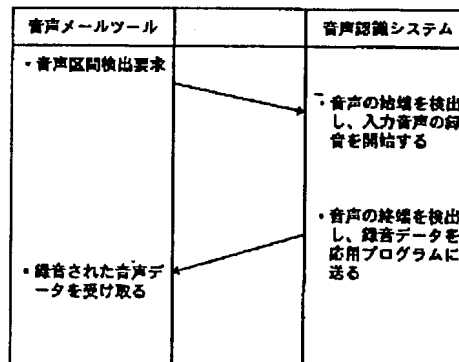 音声メールツール
音声認識システム
・音声区間検出要求
・音声の始端を検出
し、入力音声の録
音を開始する
・音声の終端を検出
し、録音データを
応用プログラムに
送る
・録音された音声デ
ータを受け取る